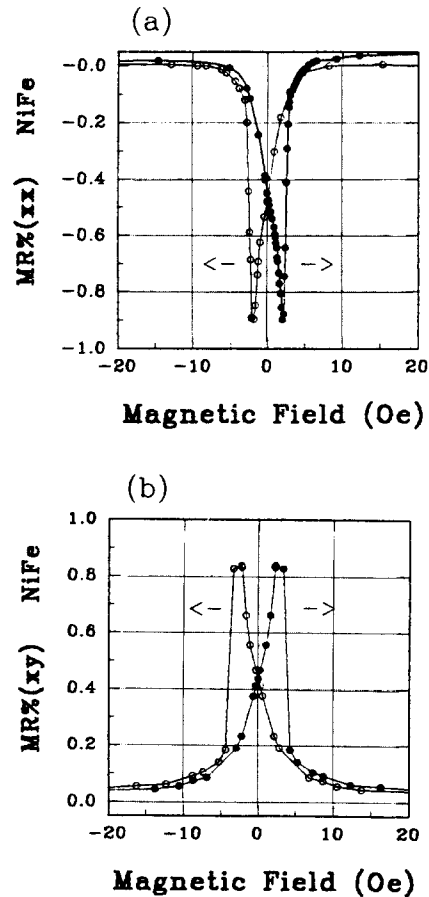 (a)
MR%(xx) NiFe
-0.0
-0.2
-0.4
-0.6
-0.8
-1.0
<- ->
-20 -10 0 10 20
Magnetic Field (Oe)
(b)
MR%(xy) NiFe
1.0
0.8
0.6
0.4
0.2
0.0
<- ->
-20 -10 0 10 20
Magnetic Field (Oe)